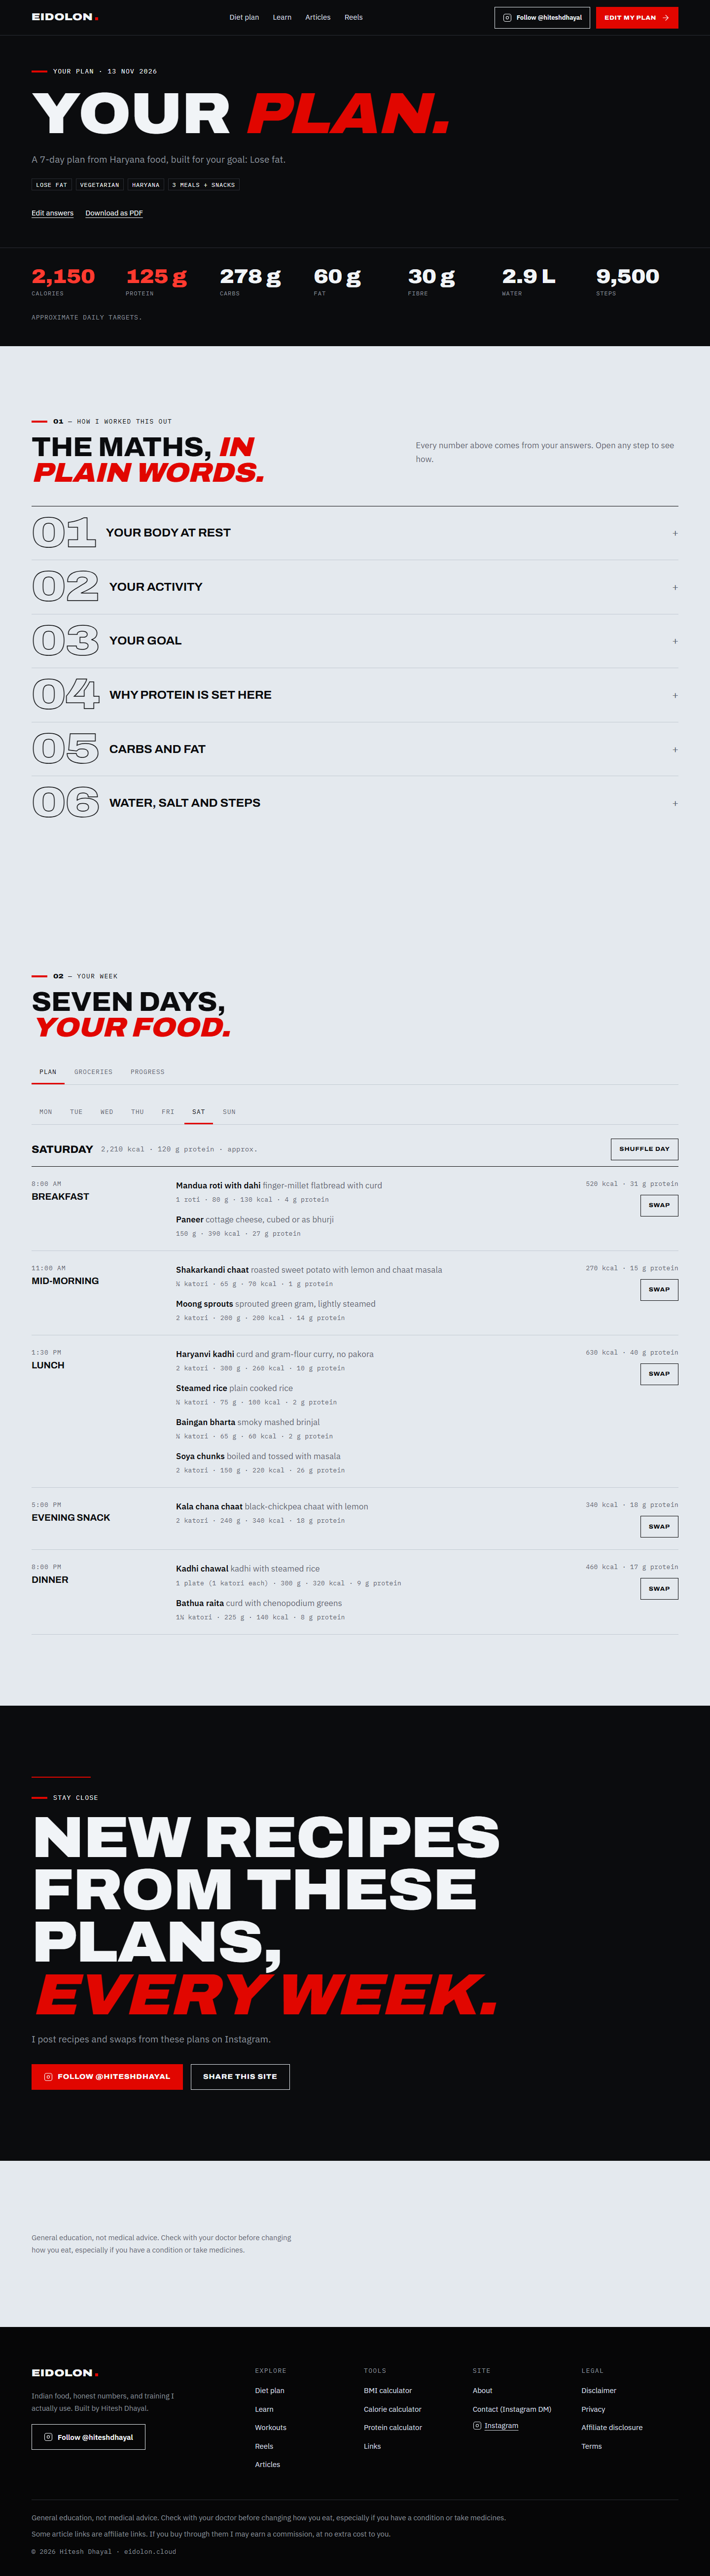 EIDOLON.
Diet plan Learn Articles Reels
Follow @hiteshdhayal
EDIT MY PLAN →
YOUR PLAN · 13 NOV 2026
YOUR PLAN.
A 7-day plan from Haryana food, built for your goal: Lose fat.
LOSE FAT VEGETARIAN HARYANA 3 MEALS + SNACKS
Edit answers Download as PDF
2,150 125 g 278 g 60 g 30 g 2.9 L 9,500
CALORIES PROTEIN CARBS FAT FIBRE WATER STEPS
APPROXIMATE DAILY TARGETS.
01 — HOW I WORKED THIS OUT
THE MATHS, IN
PLAIN WORDS.
Every number above comes from your answers. Open any step to see
how.
01 YOUR BODY AT REST +
02 YOUR ACTIVITY +
03 YOUR GOAL +
04 WHY PROTEIN IS SET HERE +
05 CARBS AND FAT +
06 WATER, SALT AND STEPS +
02 — YOUR WEEK
SEVEN DAYS,
YOUR FOOD.
PLAN GROCERIES PROGRESS
MON TUE WED THU FRI SAT SUN
SATURDAY 2,210 kcal · 120 g protein · approx.
SHUFFLE DAY
8:00 AM
BREAKFAST
Mandua roti with dahi finger-millet flatbread with curd
1 roti · 80 g · 130 kcal · 4 g protein
Paneer cottage cheese, cubed or as bhurji
150 g · 390 kcal · 27 g protein
520 kcal · 31 g protein
SWAP
11:00 AM
MID-MORNING
Shakarkandi chaat roasted sweet potato with lemon and chaat masala
katori · 65 g · 70 kcal · 1 g protein
Moong sprouts sprouted green gram, lightly steamed
2 katori · 200 g · 200 kcal · 14 g protein
270 kcal · 15 g protein
SWAP
1:30 PM
LUNCH
Haryanvi kadhi curd and gram-flour curry, no pakora
2 katori · 300 g · 260 kcal · 10 g protein
Steamed rice plain cooked rice
katori · 75 g · 100 kcal · 2 g protein
Baingan bharta smoky mashed brinjal
katori · 65 g · 60 kcal · 2 g protein
Soya chunks boiled and tossed with masala
2 katori · 150 g · 220 kcal · 26 g protein
630 kcal · 40 g protein
SWAP
5:00 PM
EVENING SNACK
Kala chana chaat black-chickpea chaat with lemon
2 katori · 240 g · 340 kcal · 18 g protein
340 kcal · 18 g protein
SWAP
8:00 PM
DINNER
Kadhi chawal kadhi with steamed rice
1 plate (1 katori each) · 300 g · 320 kcal · 9 g protein
Bathua raita curd with chenopodium greens
1½ katori · 225 g · 140 kcal · 8 g protein
460 kcal · 17 g protein
SWAP
STAY CLOSE
NEW RECIPES
FROM THESE
PLANS,
EVERY WEEK.
I post recipes and swaps from these plans on Instagram.
FOLLOW @HITESHDHAYAL
SHARE THIS SITE
General education, not medical advice. Check with your doctor before changing
how you eat, especially if you have a condition or take medicines.
EIDOLON.
Indian food, honest numbers, and training I
actually use. Built by Hitesh Dhayal.
Follow @hiteshdhayal
EXPLORE
Diet plan
Learn
Workouts
Reels
Articles
TOOLS
BMI calculator
Calorie calculator
Protein calculator
Links
SITE
About
Contact (Instagram DM)
Instagram
LEGAL
Disclaimer
Privacy
Affiliate disclosure
Terms
General education, not medical advice. Check with your doctor before changing how you eat, especially if you have a condition or take medicines.
Some article links are affiliate links. If you buy through them I may earn a commission, at no extra cost to you.
© 2026 Hitesh Dhayal · eidolon.cloud